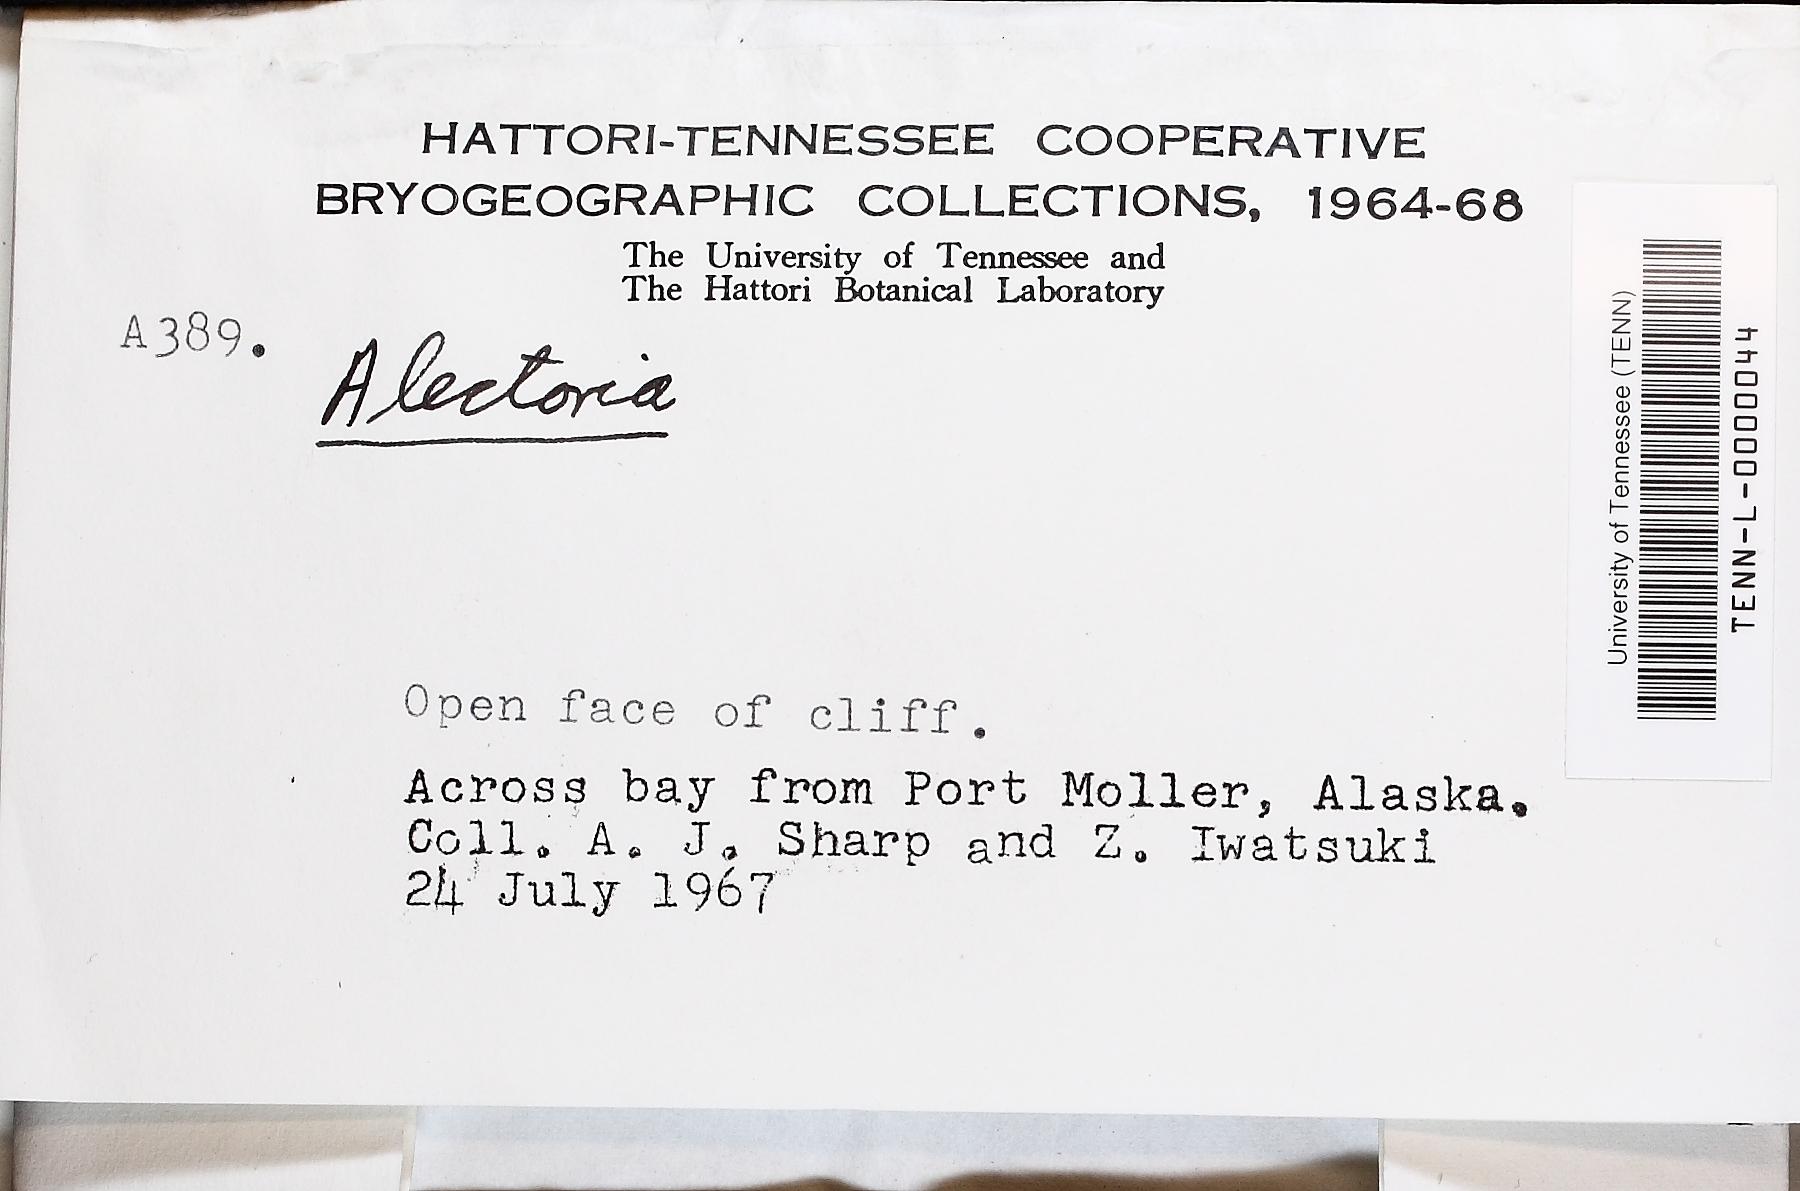 HATTORI-TENNESSEE COOPERATIVE
BRYOGEOGRAPHIC COLLECTIONS, 1964-68
The University of Tennessee and
The Hattori Botanical Laboratory
A389.
Alectoria
Open face of cliff.
Across bay from Port Moller, Alaska.
Coll. A. J. Sharp and Z. Iwatsuki
24 July 1967
University of Tennessee (TENN)
TENN-L-0000044